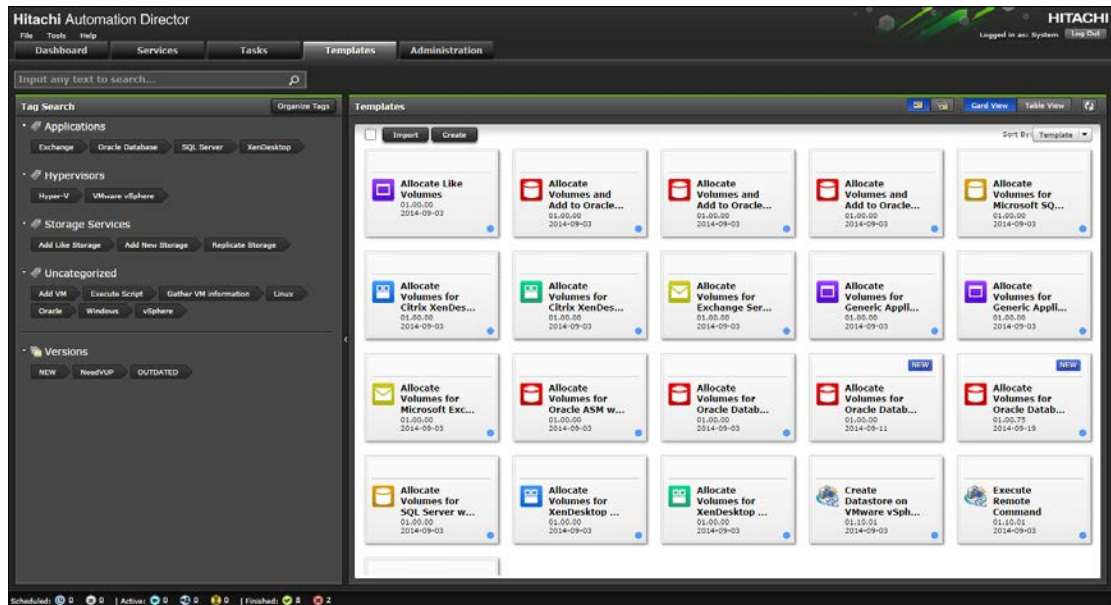 Hitachi Automation Director
HITACHI
File Tools Help
Logged in as: System Log Out
Dashboard Services Tasks Templates Administration
Input any text to search...
Tag Search Organize Tags
Applications
Exchange Oracle Database SQL Server XenDesktop
Hypervisors
Hyper-V VMware vSphere
Storage Services
Add Like Storage Add New Storage Replicate Storage
Uncategorized
Add VM Execute Script Gather VM information Linux
Oracle Windows vSphere
Versions
NEW NeedVUP OUTDATED
Templates Card View Table View
Import Create Sort By: Template
Allocate Like
Volumes
01.00.00
2014-09-03
Allocate
Volumes and
Add to Oracle...
01.00.00
2014-09-03
Allocate
Volumes and
Add to Oracle...
01.00.00
2014-09-03
Allocate
Volumes and
Add to Oracle...
01.00.00
2014-09-03
Allocate
Volumes for
Microsoft SQ...
01.00.00
2014-09-03
Allocate
Volumes for
Citrix XenDes...
01.00.00
2014-09-03
Allocate
Volumes for
Citrix XenDes...
01.00.00
2014-09-03
Allocate
Volumes for
Exchange Ser...
01.00.00
2014-09-03
Allocate
Volumes for
Generic Appli...
01.00.00
2014-09-03
Allocate
Volumes for
Generic Appli...
01.00.00
2014-09-03
Allocate
Volumes for
Microsoft Exc...
01.00.00
2014-09-03
Allocate
Volumes for
Oracle ASM w...
01.00.00
2014-09-03
Allocate
Volumes for
Oracle Datab...
01.00.00
2014-09-03
NEW
Allocate
Volumes for
Oracle Datab...
01.00.00
2014-09-11
NEW
Allocate
Volumes for
Oracle Datab...
01.00.75
2014-09-19
Allocate
Volumes for
SQL Server w...
01.00.00
2014-09-03
Allocate
Volumes for
XenDesktop ...
01.00.00
2014-09-03
Allocate
Volumes for
XenDesktop ...
01.00.00
2014-09-03
Create
Datastore on
VMware vSph...
01.10.01
2014-09-03
Execute
Remote
Command
01.10.01
2014-09-03
Scheduled: 0 0 | Active: 0 0 0 | Finished: 8 2